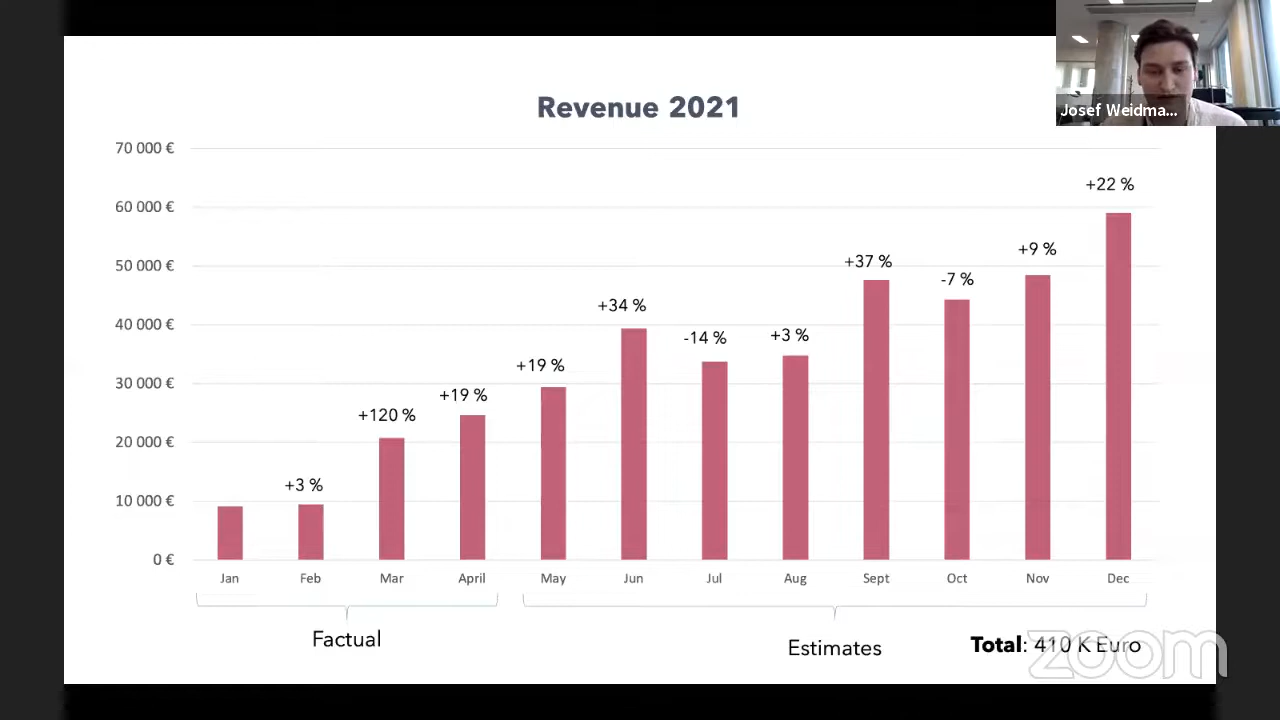 Josef Weidma...
Revenue 2021
70 000 €
60 000 €
50 000 €
40 000 €
30 000 €
20 000 €
10 000 €
0 €
+3 %
+120 %
+19 %
+19 %
+34 %
-14 %
+3 %
+37 %
-7 %
+9 %
+22 %
Jan Feb Mar April May Jun Jul Aug Sept Oct Nov Dec
Factual
Estimates
Total: 410 K Euro
zoom